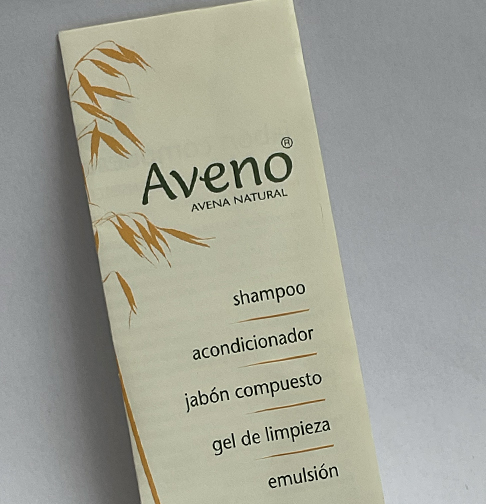 Aveno®
AVENA NATURAL
shampoo
acondicionador
jabón compuesto
gel de limpieza
emulsión